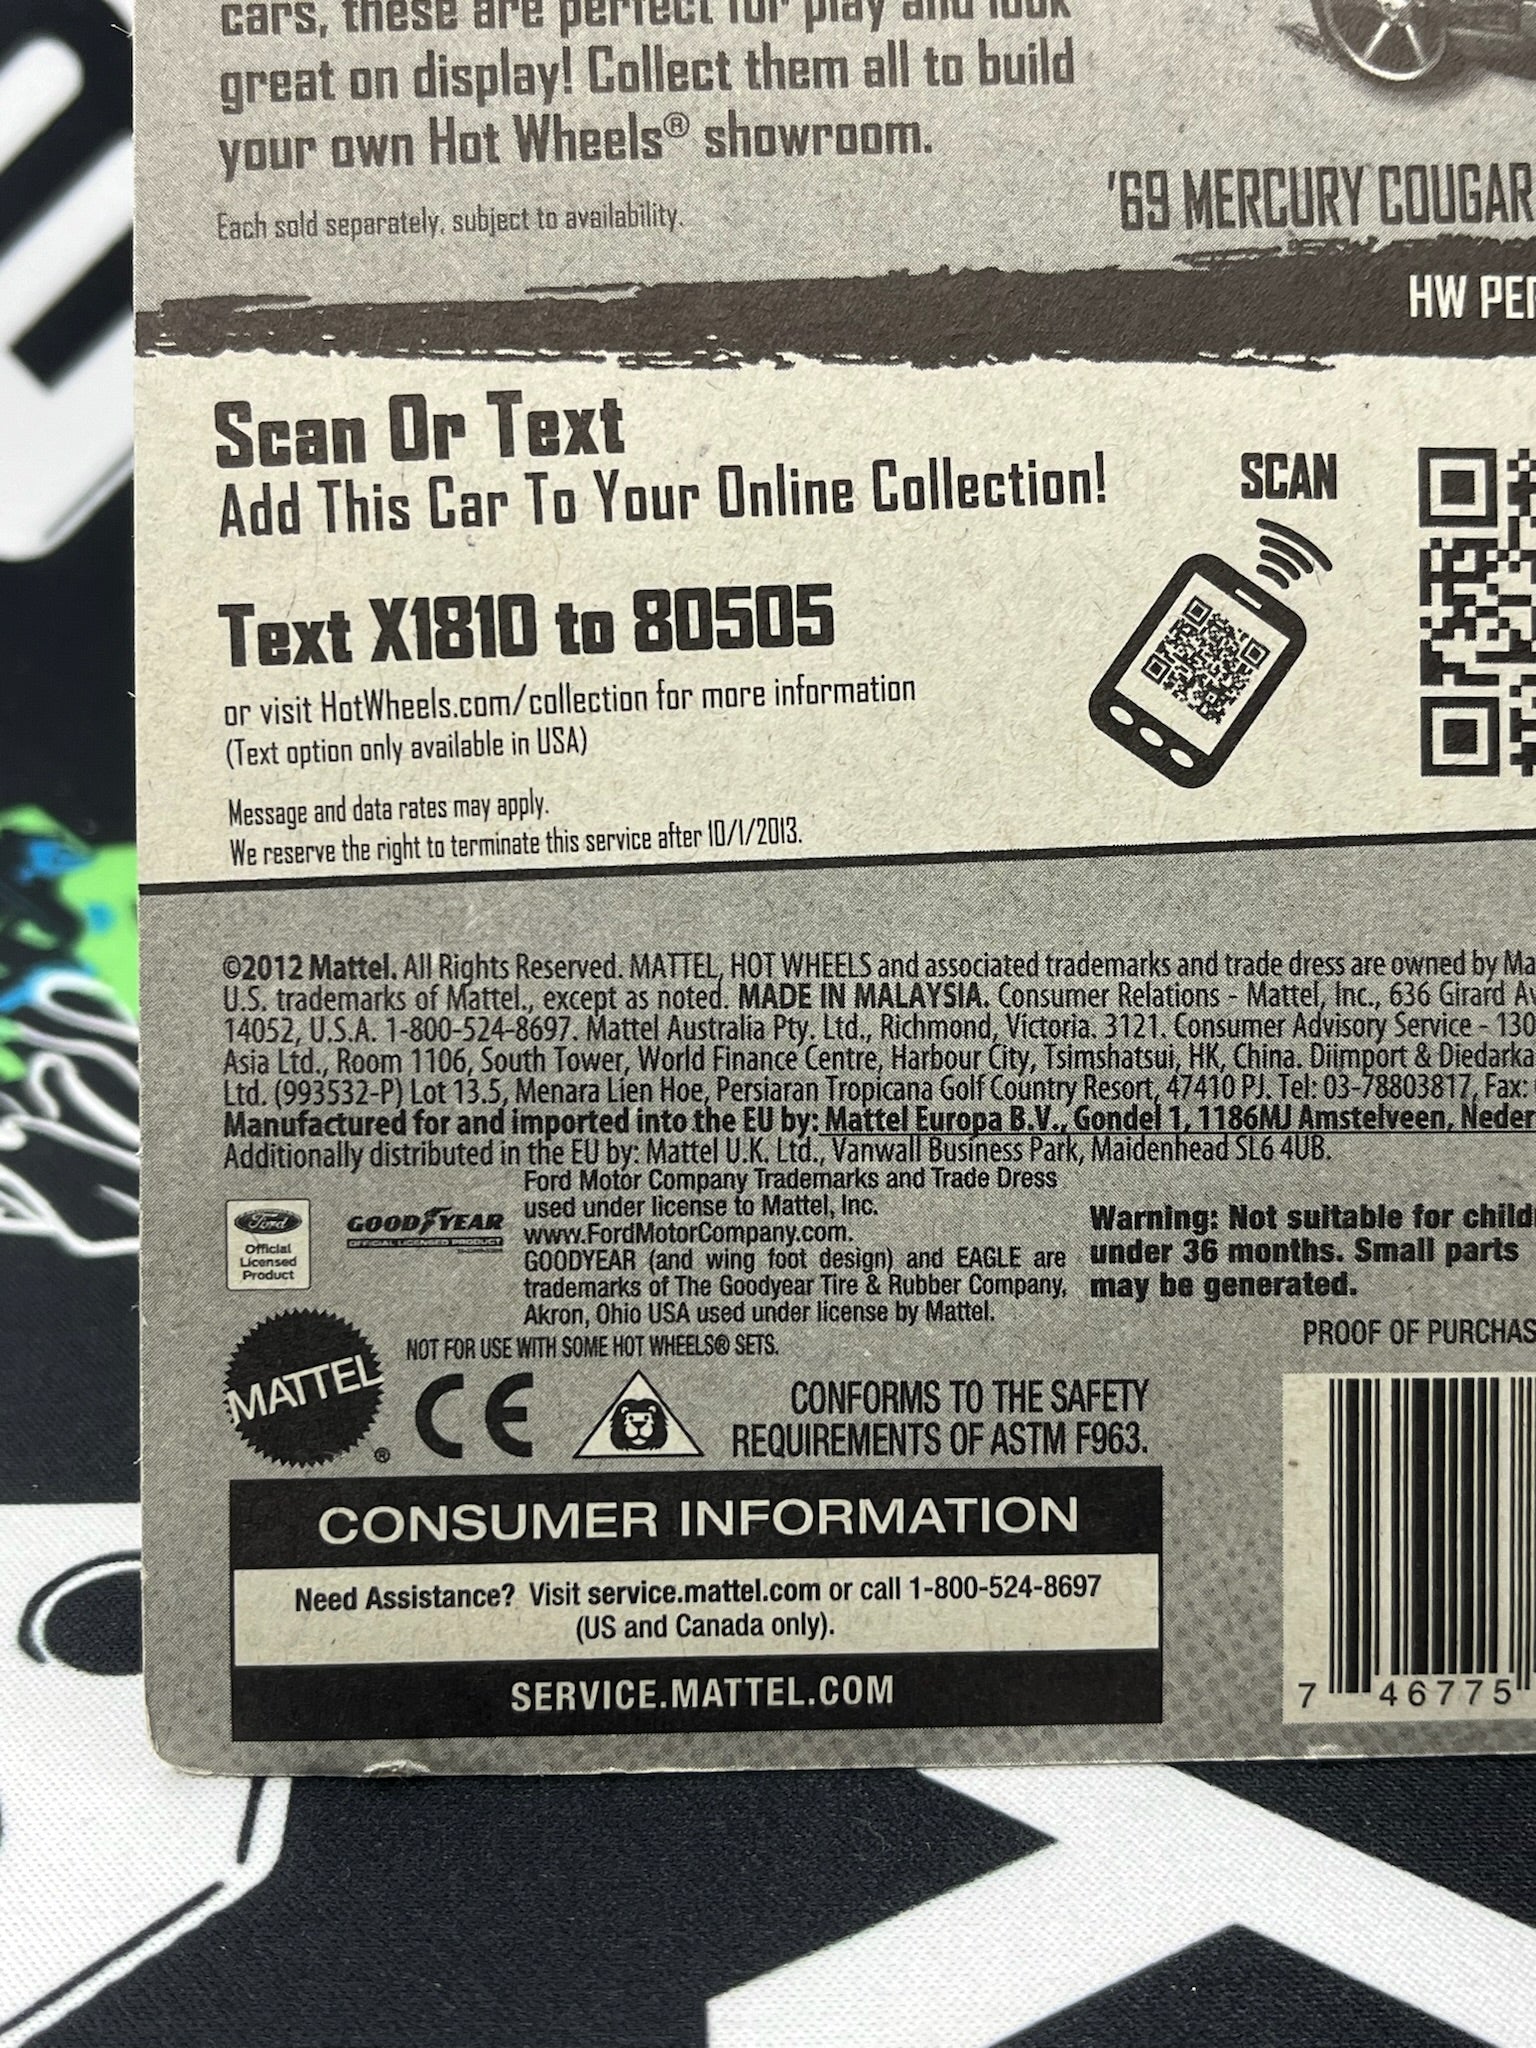 cars, these are perfect for play and look
great on display! Collect them all to build
your own Hot Wheels® showroom.
Each sold separately, subject to availability.
'69 MERCURY COUGAR
HW PER
Scan Or Text
Add This Car To Your Online Collection!
SCAN
Text X1810 to 80505
or visit HotWheels.com/collection for more information
(Text option only available in USA)
Message and data rates may apply.
We reserve the right to terminate this service after 10/1/2013.
©2012 Mattel. All Rights Reserved. MATTEL, HOT WHEELS and associated trademarks and trade dress are owned by Ma
U.S. trademarks of Mattel., except as noted. MADE IN MALAYSIA. Consumer Relations - Mattel, Inc., 636 Girard Av
14052, U.S.A. 1-800-524-8697. Mattel Australia Pty. Ltd., Richmond, Victoria. 3121. Consumer Advisory Service - 130
Asia Ltd., Room 1106, South Tower, World Finance Centre, Harbour City, Tsimshatsui, HK, China. Diimport & Diedarka
Ltd. (993532-P) Lot 13.5, Menara Lien Hoe, Persiaran Tropicana Golf Country Resort, 47410 PJ. Tel: 03-78803817, Fax:
Manufactured for and imported into the EU by: Mattel Europa B.V., Gondel 1, 1186MJ Amstelveen, Neder
Additionally distributed in the EU by: Mattel U.K. Ltd., Vanwall Business Park, Maidenhead SL6 4UB.
Ford
Official
Licensed
Product
GOODYEAR
OFFICIAL LICENSED PRODUCT
Ford Motor Company Trademarks and Trade Dress
used under license to Mattel, Inc.
www.FordMotorCompany.com.
GOODYEAR (and wing foot design) and EAGLE are
trademarks of The Goodyear Tire & Rubber Company,
Akron, Ohio USA used under license by Mattel.
Warning: Not suitable for childr
under 36 months. Small parts
may be generated.
NOT FOR USE WITH SOME HOT WHEELS® SETS.
PROOF OF PURCHAS
MATTEL®
CE
CONFORMS TO THE SAFETY
REQUIREMENTS OF ASTM F963.
CONSUMER INFORMATION
Need Assistance? Visit service.mattel.com or call 1-800-524-8697
(US and Canada only).
SERVICE.MATTEL.COM
7 46775